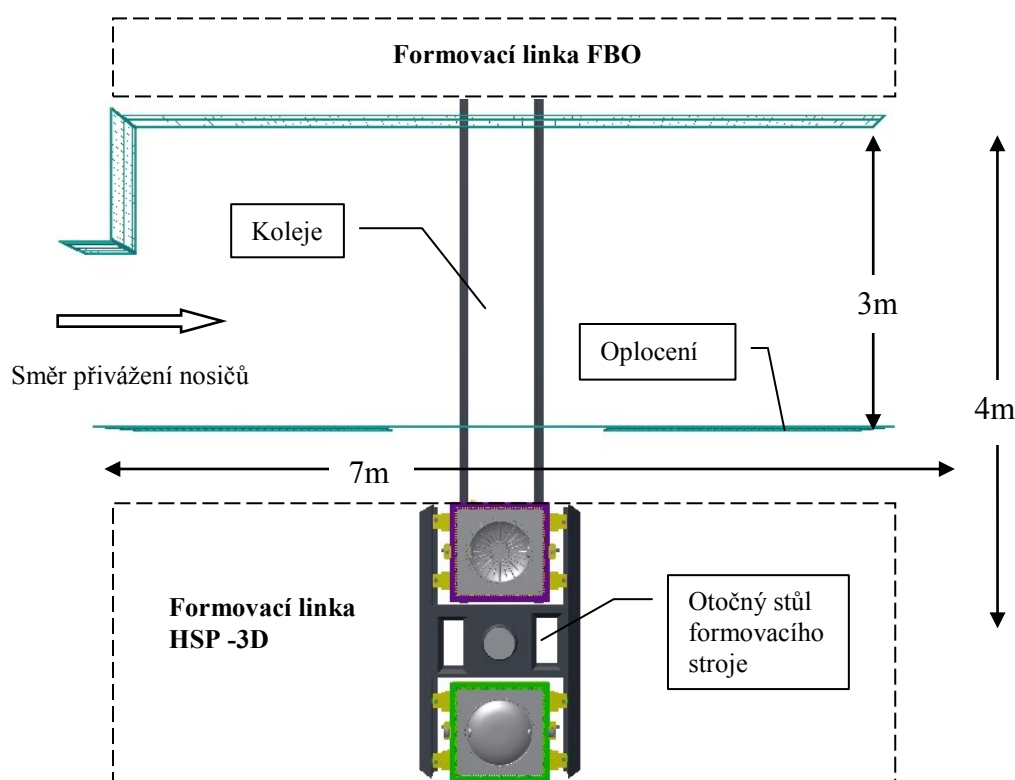 Formovací linka FBO
Koleje
3m
Oplocení
Směr přivážení nosičů
4m
7m
Formovací linka
HSP -3D
Otočný stůl
formovacího
stroje